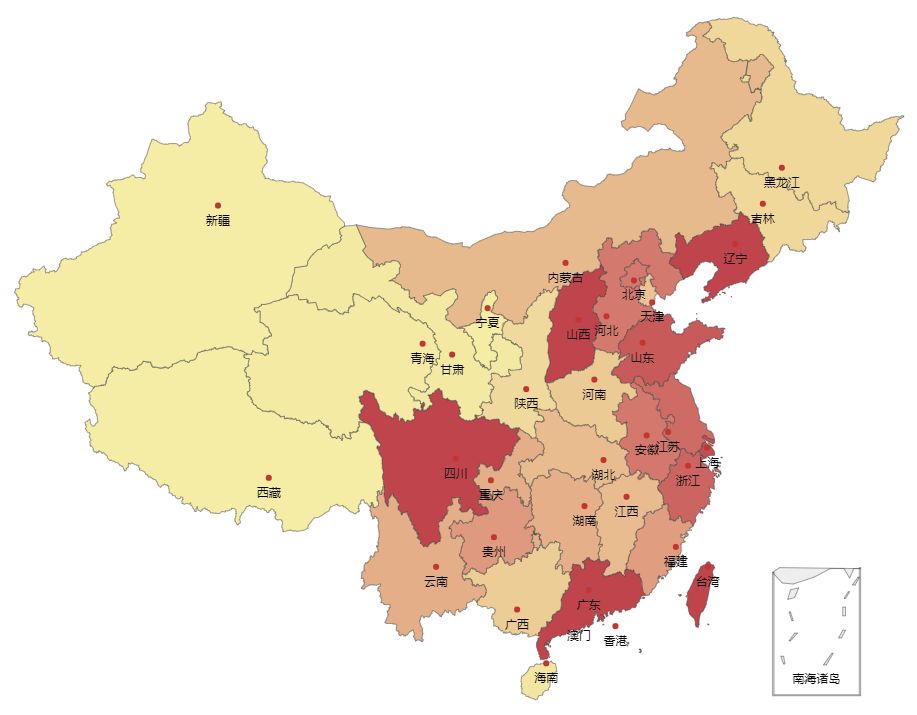 黑龙江
吉林
新疆
辽宁
内蒙古
北京
天津
宁夏
山西
河北
青海
甘肃
山东
陕西
河南
安徽
江苏
上海
四川
湖北
浙江
西藏
重庆
湖南
江西
贵州
福建
云南
台湾
广东
广西
澳门
香港
海南
南海诸岛